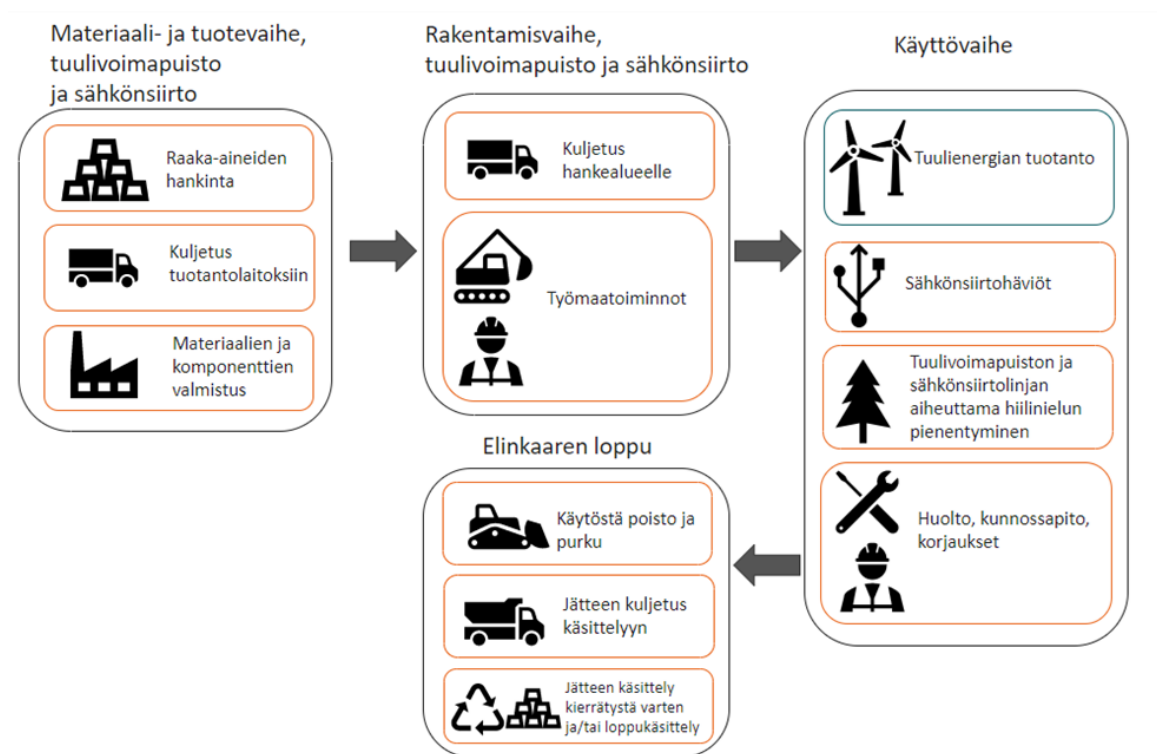 Materiaali- ja tuotevaihe,
tuulivoimapuisto
ja sähkönsiirto
Raaka-aineiden
hankinta
Kuljetus
tuotantolaitoksiin
Materiaalien ja
komponenttien
valmistus
Rakentamisvaihe,
tuulivoimapuisto ja sähkönsiirto
Kuljetus
hankealueelle
Työmaatoiminnot
Käyttövaihe
Tuulienergian tuotanto
Sähkönsiirtohäviöt
Tuulivoimapuiston ja
sähkönsiirtolinjan
aiheuttama hiilinielun
pienentyminen
Huolto, kunnossapito,
korjaukset
Elinkaaren loppu
Käytöstä poisto ja
purku
Jätteen kuljetus
käsittelyyn
Jätteen käsittely
kierrätystä varten
ja/tai loppukäsittely